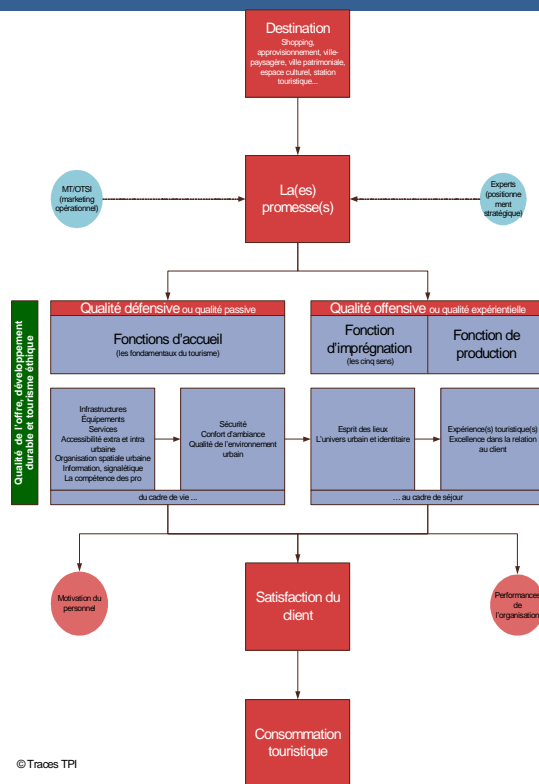 Destination
Shopping,
approvisionnement, ville-
paysagère, ville patrimoniale,
espace culturel, station
touristique...
MT/OTSI
(marketing
opérationnel)
La(es)
promesse(s)
Experts
(positionne
ment
stratégique)
Qualité de l'offre, développement
durable et tourisme éthique
Qualité défensive ou qualité passive
Fonctions d'accueil
(les fondamentaux du tourisme)
Qualité offensive ou qualité expérientielle
Fonction
d'imprégnation
(les cinq sens)
Fonction de
production
Infrastructures
Équipements
Services
Accessibilité extra et intra
urbaine
Organisation spatiale urbaine
Information, signalétique
La compétence des pro
Sécurité
Confort d'ambiance
Qualité de l'environnement
urbain
Esprit des lieux
L'univers urbain et identitaire
Expérience(s) touristique(s)
Excellence dans la relation
au client
du cadre de vie ...
... au cadre de séjour
Motivation du
personnel
Satisfaction du
client
Performances
de
l'organisation
Consommation
touristique
© Traces TPI